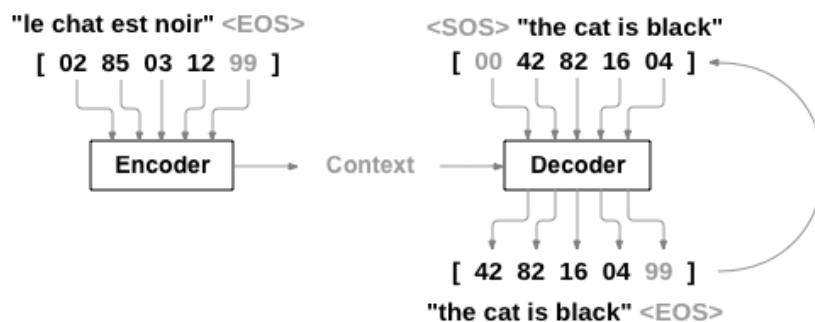 "le chat est noir" <EOS>
[ 02 85 03 12 99 ]
Encoder
Context
<SOS> "the cat is black"
[ 00 42 82 16 04 ]
Decoder
[ 42 82 16 04 99 ]
"the cat is black" <EOS>